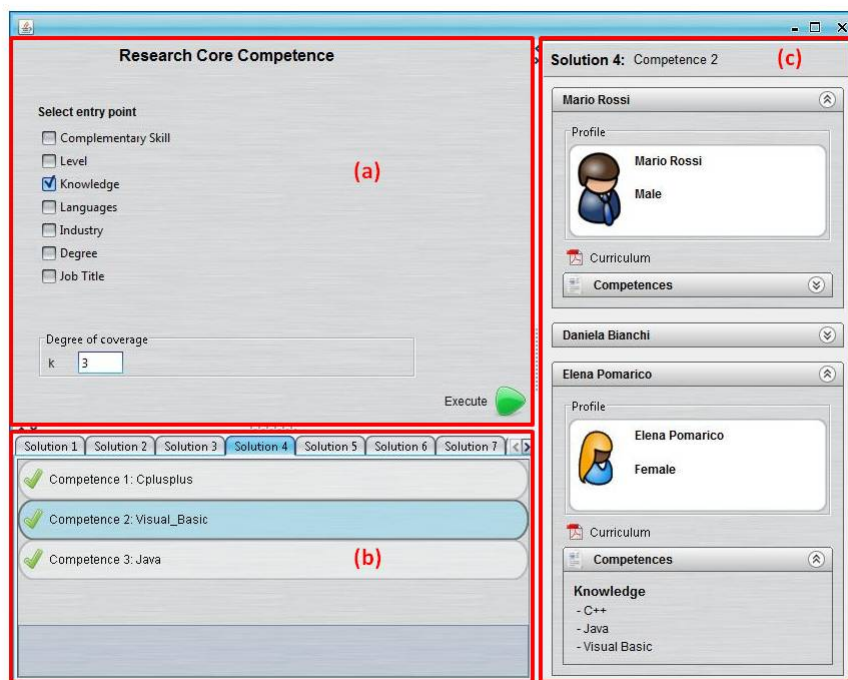 Research Core Competence
Select entry point
Complementary Skill
Level
Knowledge
Languages
Industry
Degree
Job Title
(a)
Degree of coverage
k 3
Execute
Solution 1 Solution 2 Solution 3 Solution 4 Solution 5 Solution 6 Solution 7
Competence 1: Cplusplus
Competence 2: Visual_Basic
Competence 3: Java
(b)
Solution 4: Competence 2
(c)
Mario Rossi
Profile
Mario Rossi
Male
Curriculum
Competences
Daniela Bianchi
Elena Pomarico
Profile
Elena Pomarico
Female
Curriculum
Competences
Knowledge
- C++
- Java
- Visual Basic